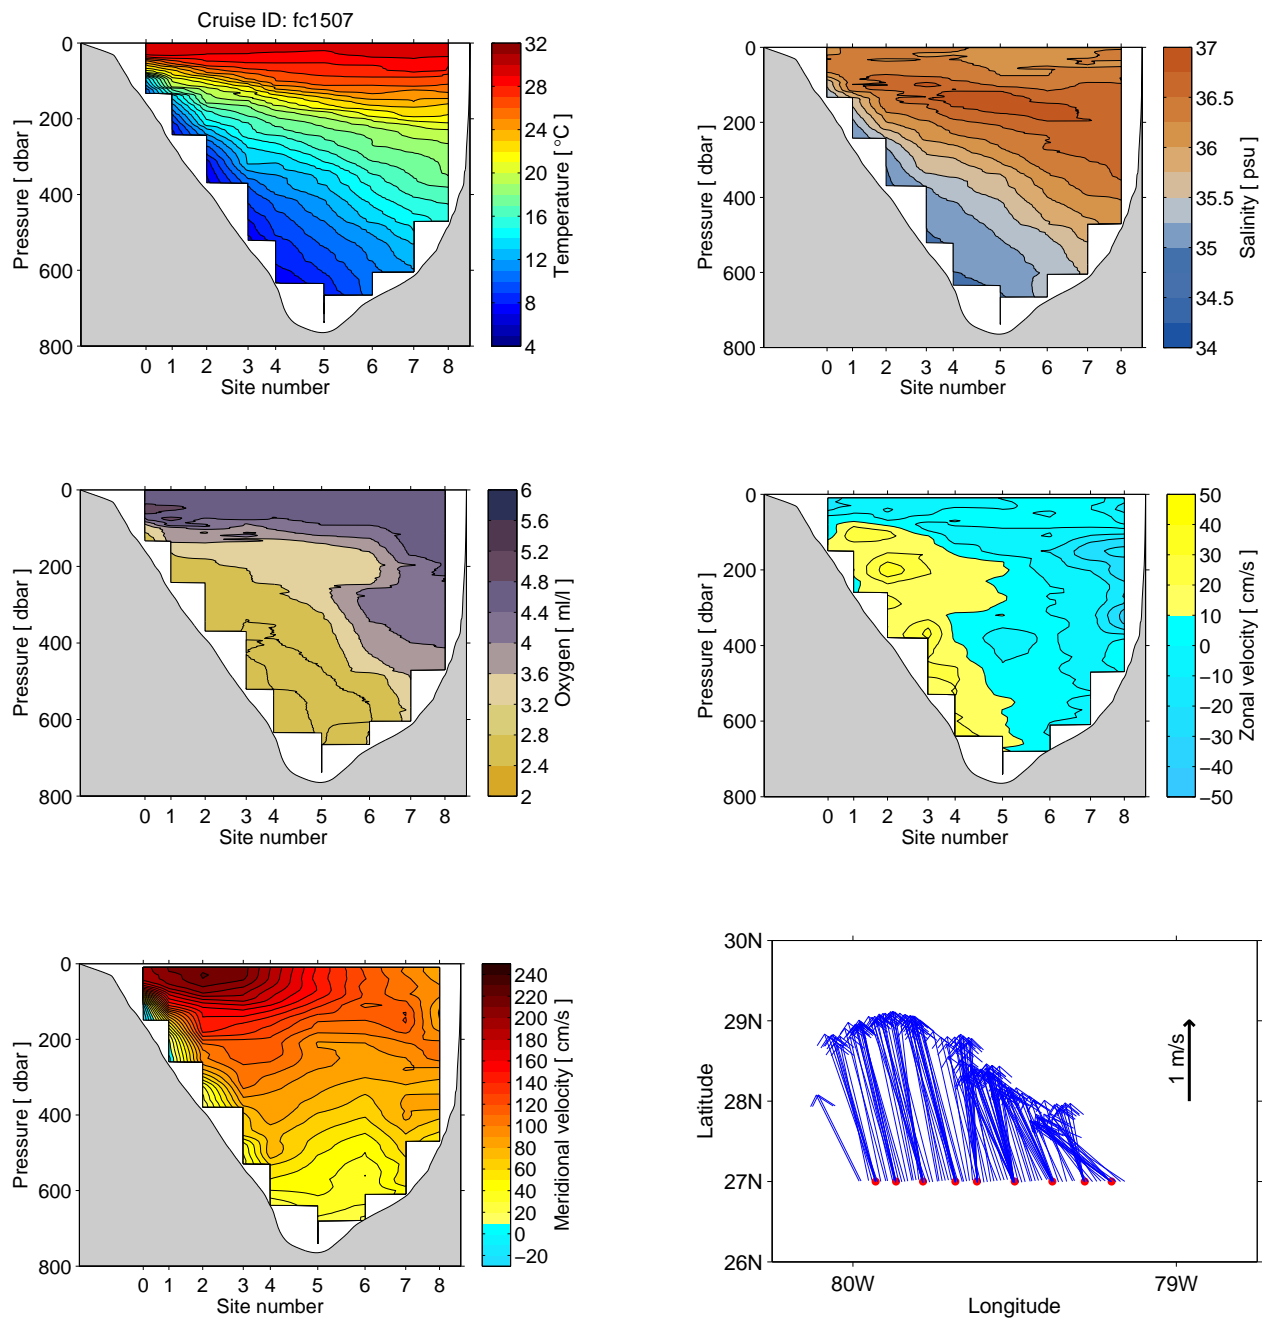 Cruise ID: fc1507
0
200
400
600
800
Pressure [ dbar ]
0 1 2 3 4 5 6 7 8
Site number
32
28
24
20
16
12
8
4
Temperature [ °C ]
0
200
400
600
800
Pressure [ dbar ]
0 1 2 3 4 5 6 7 8
Site number
37
36.5
36
35.5
35
34.5
34
Salinity [ psu ]
0
200
400
600
800
Pressure [ dbar ]
0 1 2 3 4 5 6 7 8
Site number
6
5.6
5.2
4.8
4.4
4
3.6
3.2
2.8
2.4
2
Oxygen [ ml/l ]
0
200
400
600
800
Pressure [ dbar ]
0 1 2 3 4 5 6 7 8
Site number
50
40
30
20
10
0
−10
−20
−30
−40
−50
Zonal velocity [ cm/s ]
0
200
400
600
800
Pressure [ dbar ]
0 1 2 3 4 5 6 7 8
Site number
240
220
200
180
160
140
120
100
80
60
40
20
0
−20
Meridional velocity [ cm/s ]
30N
29N
28N
27N
26N
Latitude
1 m/s
80W 79W
Longitude